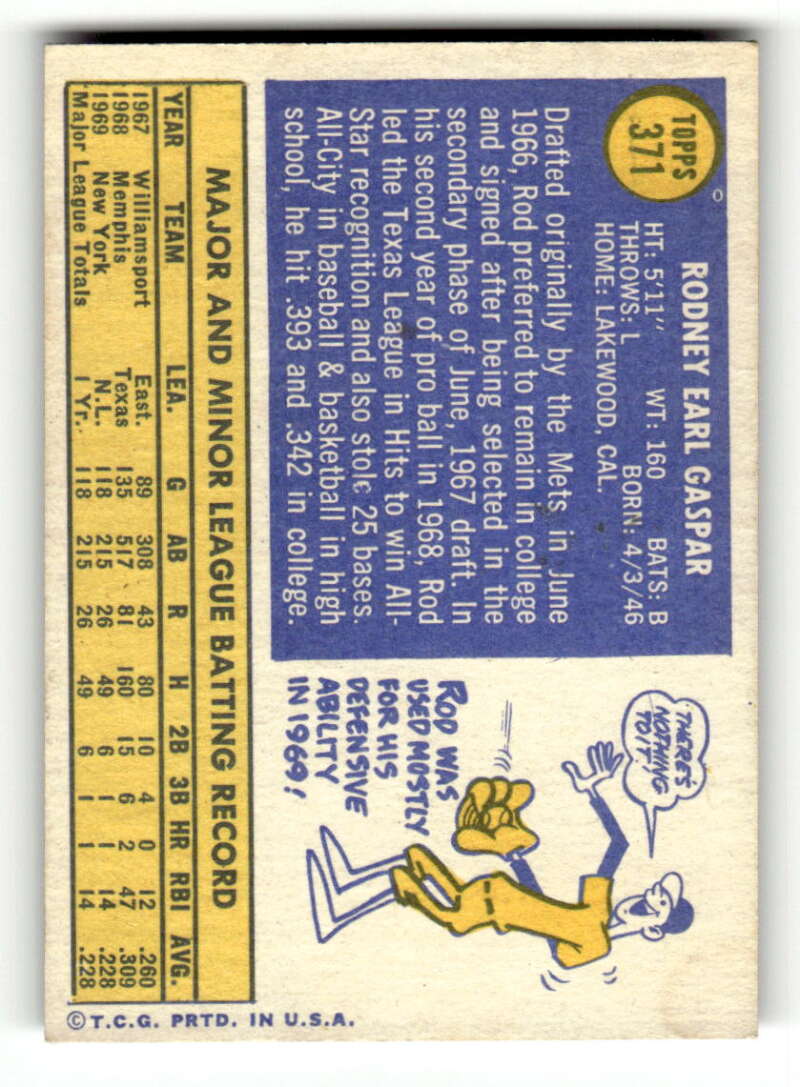 TOPPS
371
RODNEY EARL GASPAR
HT: 5'11" WT: 160 BATS: B
THROWS: L BORN: 4/3/46
HOME: LAKEWOOD, CAL.
Drafted originally by the Mets in June
1966, Rod preferred to remain in college
and signed after being selected in the
secondary phase of June, 1967 draft. In
his second year of pro ball in 1968, Rod
led the Texas League in Hits to win All-
Star recognition and also stole 25 bases.
All-City in baseball & basketball in high
school, he hit .393 and .342 in college.
THERE'S
NOTHING
TO IT!
ROD WAS
USED MOSTLY
FOR HIS
DEFENSIVE
ABILITY
IN 1969!
MAJOR AND MINOR LEAGUE BATTING RECORD
YEAR TEAM LEA. G AB R H 2B 3B HR RBI AVG.
1967 Williamsport East. 89 308 43 80 10 4 0 12 .260
1968 Memphis Texas 135 517 81 160 15 6 2 47 .309
1969 New York N.L. 118 215 26 49 6 1 1 14 .228
Major League Totals 1 Yr. 118 215 26 49 6 1 1 14 .228
© T.C.G. PRTD. IN U.S.A.